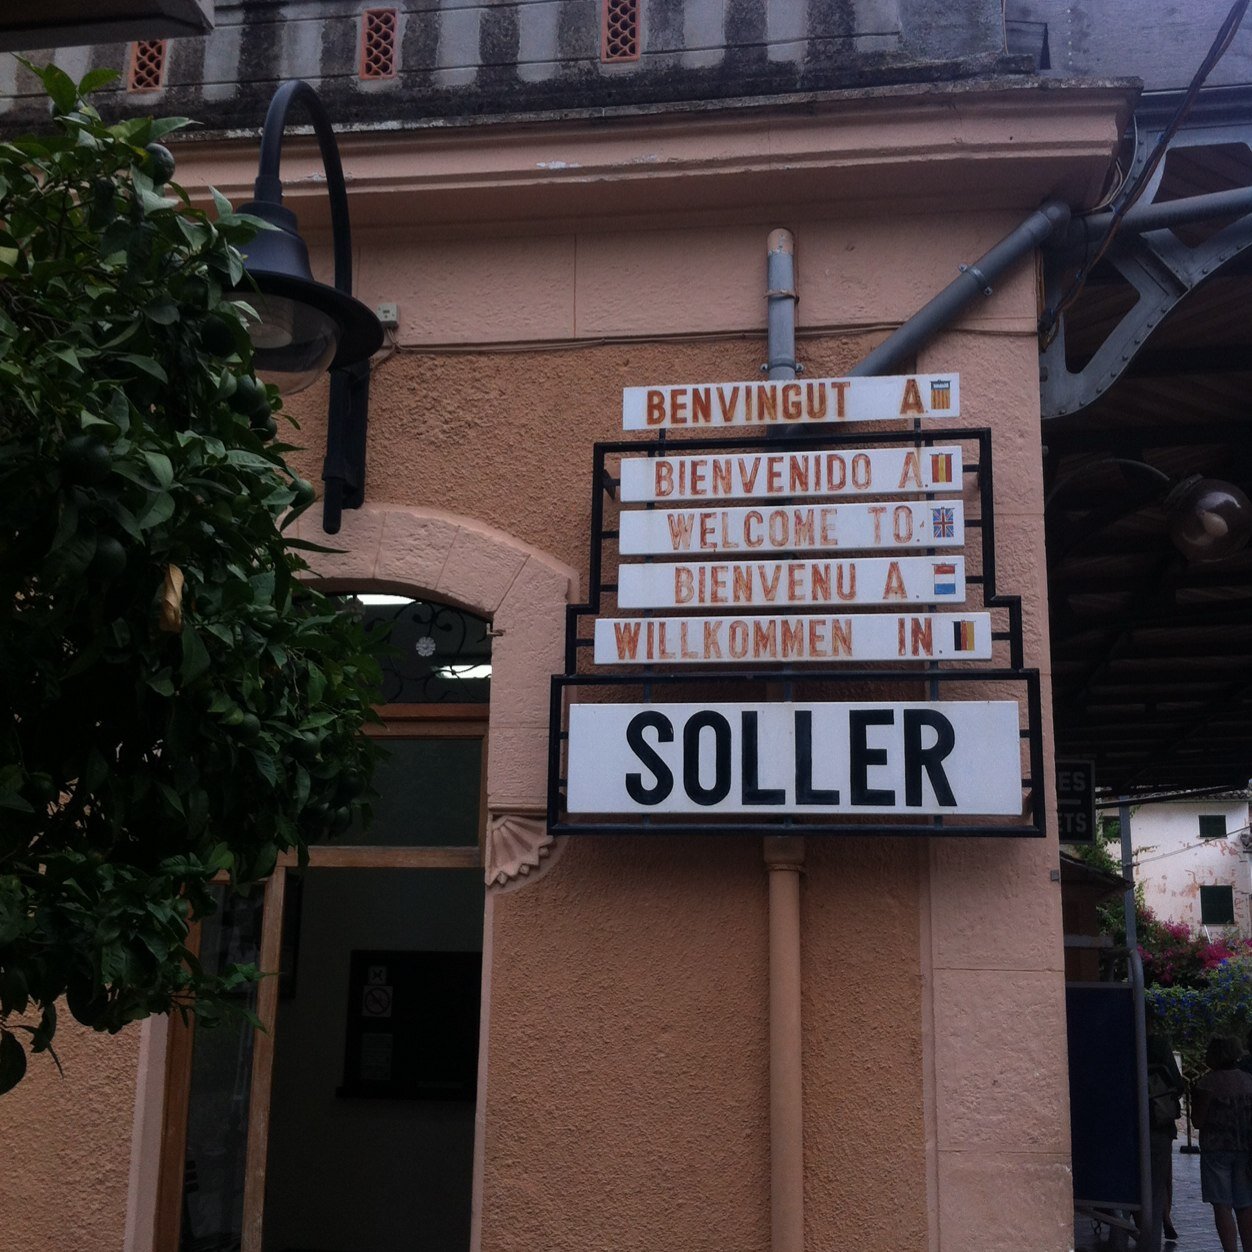 BENVINGUT A.
BIENVENIDO A.
WELCOME TO.
BIENVENU A.
WILLKOMMEN IN.
SOLLER